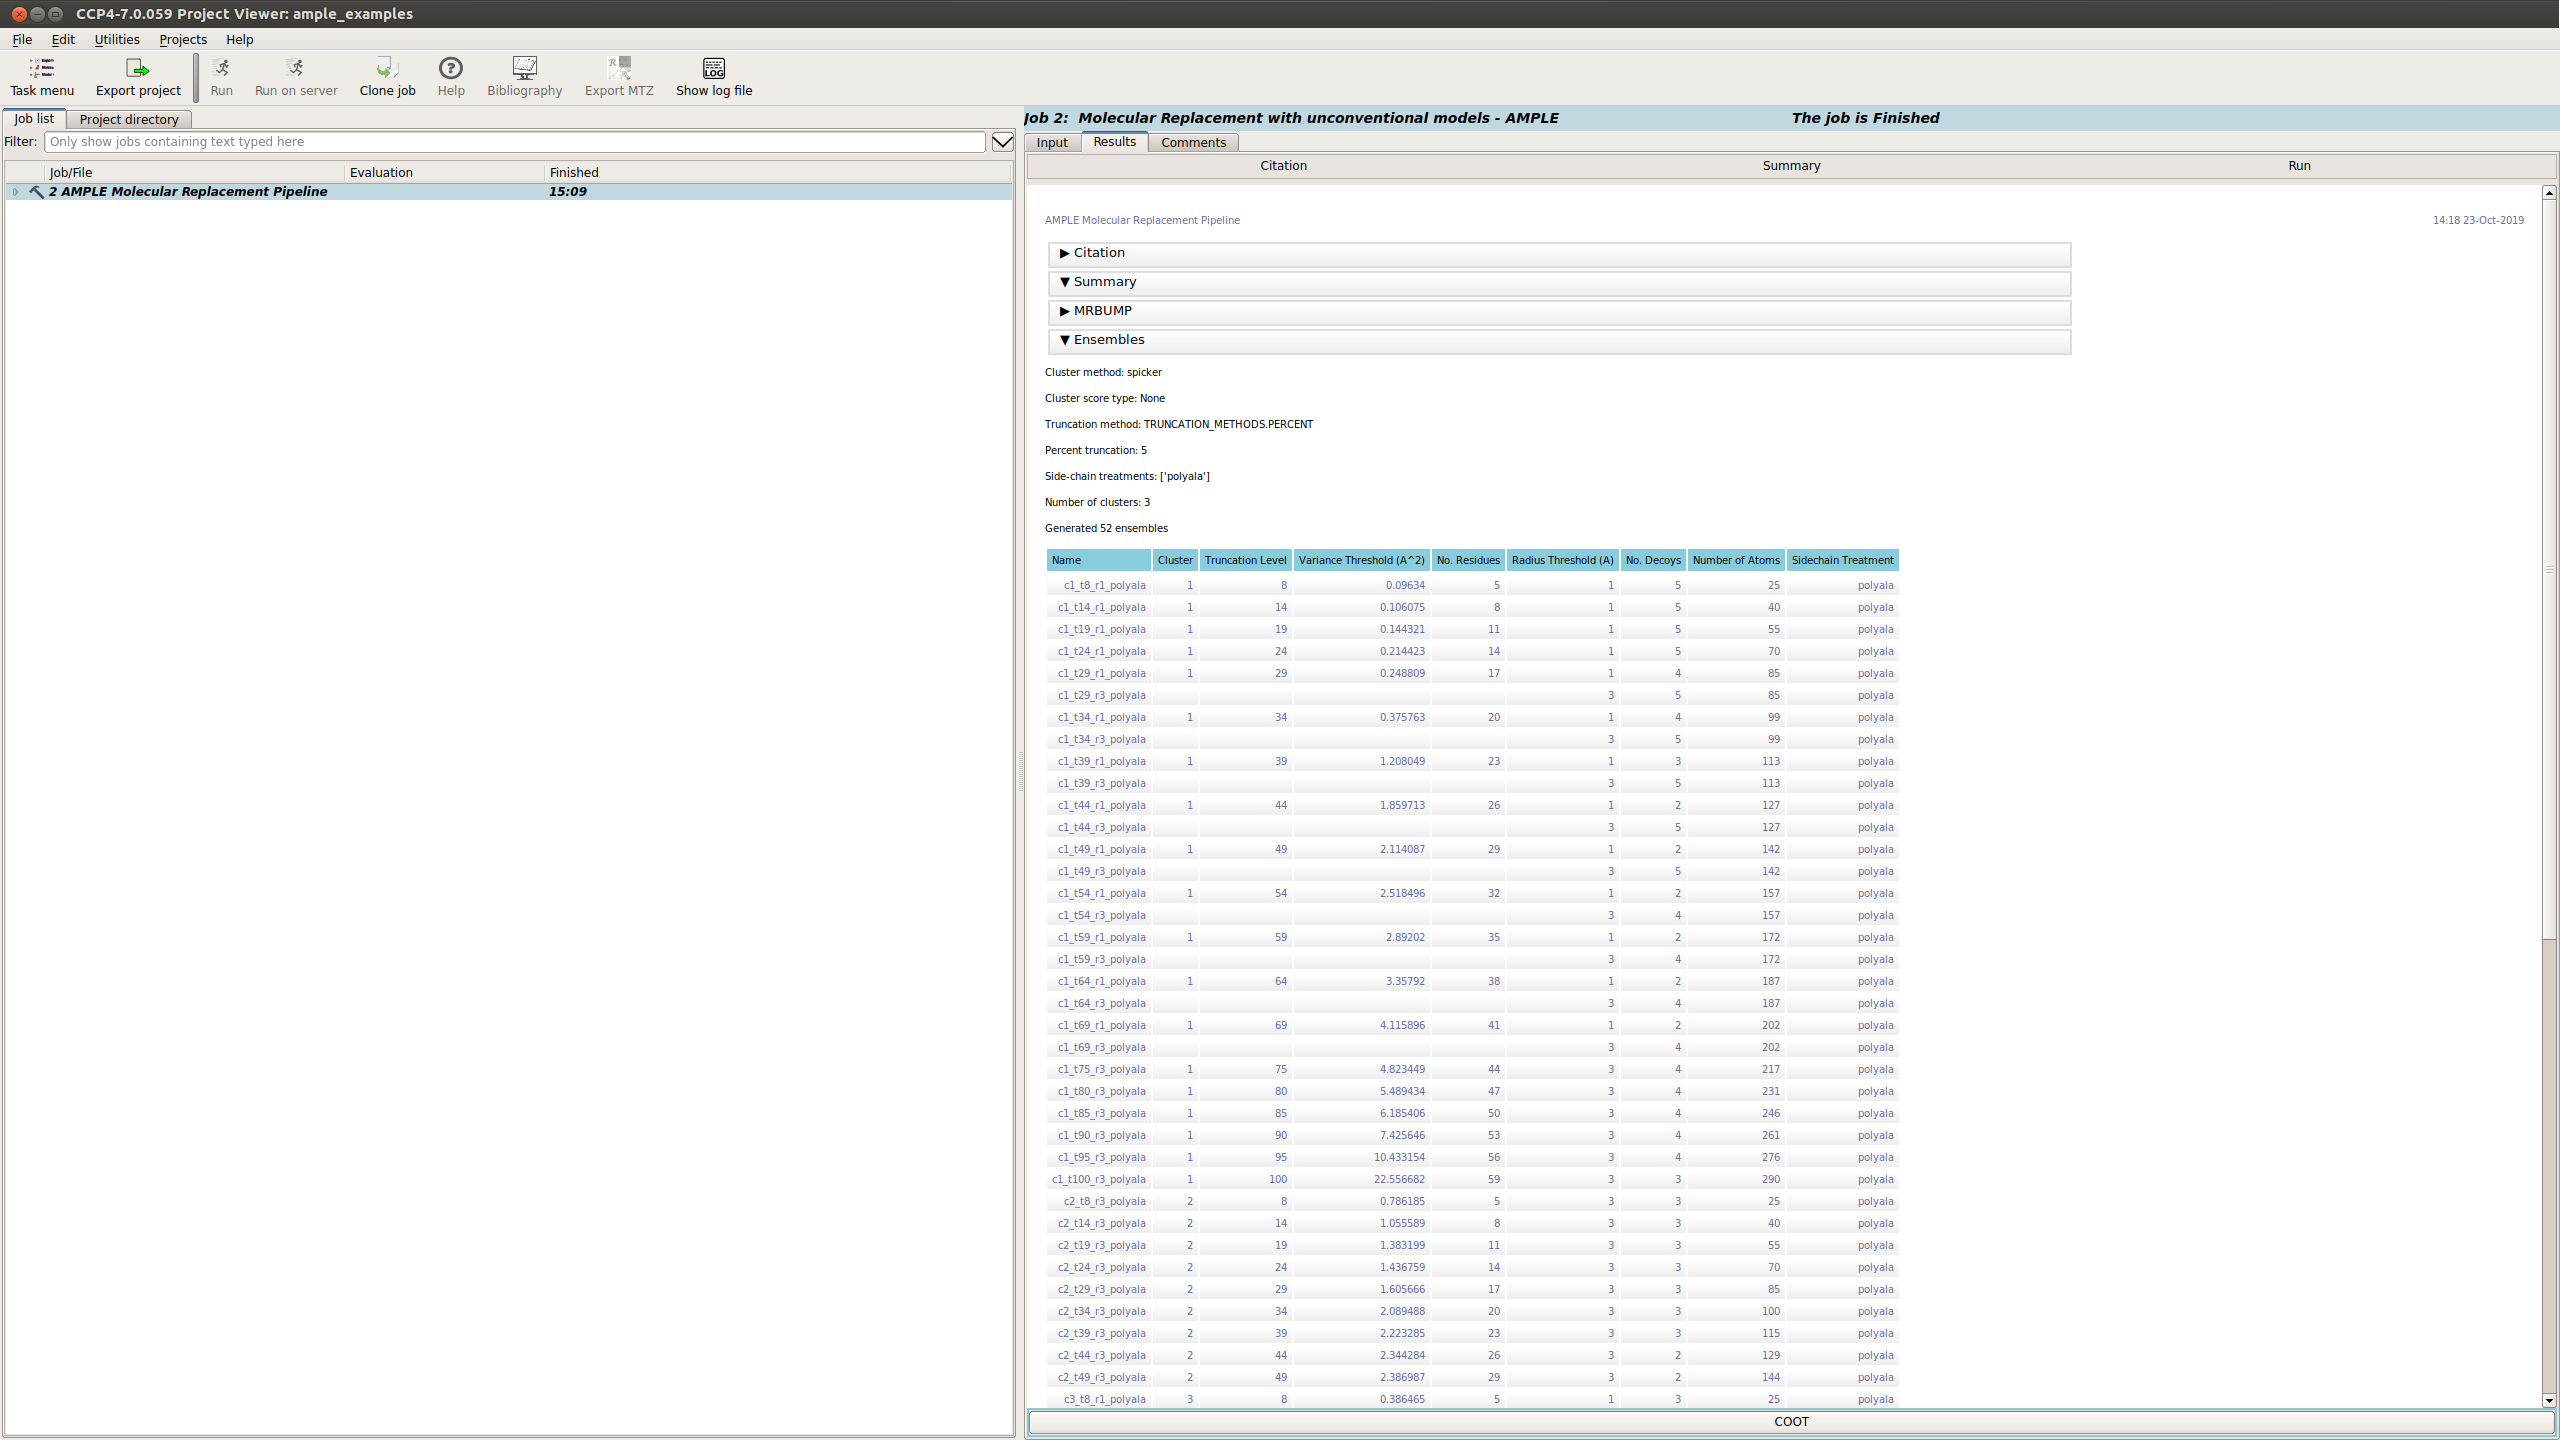 CCP4-7.0.059 Project Viewer: ample_examples
File Edit Utilities Projects Help
Task menu Export project Run Run on server Clone job Help Bibliography Export MTZ Show log file
Job list Project directory
Filter: Only show jobs containing text typed here
Job/File Evaluation Finished
2 AMPLE Molecular Replacement Pipeline 15:09
Job 2: Molecular Replacement with unconventional models - AMPLE The job is Finished
Input Results Comments
Citation Summary Run
AMPLE Molecular Replacement Pipeline 14:18 23-Oct-2019
▶ Citation
▼ Summary
▶ MRBUMP
▼ Ensembles
Cluster method: spicker
Cluster score type: None
Truncation method: TRUNCATION_METHODS.PERCENT
Percent truncation: 5
Side-chain treatments: ['polyala']
Number of clusters: 3
Generated 52 ensembles
Name Cluster Truncation Level Variance Threshold (A^2) No. Residues Radius Threshold (A) No. Decoys Number of Atoms Sidechain Treatment
c1_t8_r1_polyala 1 8 0.09634 5 1 5 25 polyala
c1_t14_r1_polyala 1 14 0.106075 8 1 5 40 polyala
c1_t19_r1_polyala 1 19 0.144321 11 1 5 55 polyala
c1_t24_r1_polyala 1 24 0.214423 14 1 5 70 polyala
c1_t29_r1_polyala 1 29 0.248809 17 1 4 85 polyala
c1_t29_r3_polyala 3 5 85 polyala
c1_t34_r1_polyala 1 34 0.375763 20 1 4 99 polyala
c1_t34_r3_polyala 3 5 99 polyala
c1_t39_r1_polyala 1 39 1.208049 23 1 3 113 polyala
c1_t39_r3_polyala 3 5 113 polyala
c1_t44_r1_polyala 1 44 1.859713 26 1 2 127 polyala
c1_t44_r3_polyala 3 5 127 polyala
c1_t49_r1_polyala 1 49 2.114087 29 1 2 142 polyala
c1_t49_r3_polyala 3 5 142 polyala
c1_t54_r1_polyala 1 54 2.518496 32 1 2 157 polyala
c1_t54_r3_polyala 3 4 157 polyala
c1_t59_r1_polyala 1 59 2.89202 35 1 2 172 polyala
c1_t59_r3_polyala 3 4 172 polyala
c1_t64_r1_polyala 1 64 3.35792 38 1 2 187 polyala
c1_t64_r3_polyala 3 4 187 polyala
c1_t69_r1_polyala 1 69 4.115896 41 1 2 202 polyala
c1_t69_r3_polyala 3 4 202 polyala
c1_t75_r3_polyala 1 75 4.823449 44 3 4 217 polyala
c1_t80_r3_polyala 1 80 5.489434 47 3 4 231 polyala
c1_t85_r3_polyala 1 85 6.185406 50 3 4 246 polyala
c1_t90_r3_polyala 1 90 7.425646 53 3 4 261 polyala
c1_t95_r3_polyala 1 95 10.433154 56 3 4 276 polyala
c1_t100_r3_polyala 1 100 22.556682 59 3 3 290 polyala
c2_t8_r3_polyala 2 8 0.786185 5 3 3 25 polyala
c2_t14_r3_polyala 2 14 1.055589 8 3 3 40 polyala
c2_t19_r3_polyala 2 19 1.383199 11 3 3 55 polyala
c2_t24_r3_polyala 2 24 1.436759 14 3 3 70 polyala
c2_t29_r3_polyala 2 29 1.605666 17 3 3 85 polyala
c2_t34_r3_polyala 2 34 2.089488 20 3 3 100 polyala
c2_t39_r3_polyala 2 39 2.223285 23 3 3 115 polyala
c2_t44_r3_polyala 2 44 2.344284 26 3 2 129 polyala
c2_t49_r3_polyala 2 49 2.386987 29 3 2 144 polyala
c3_t8_r1_polyala 3 8 0.386465 5 1 3 25 polyala
COOT